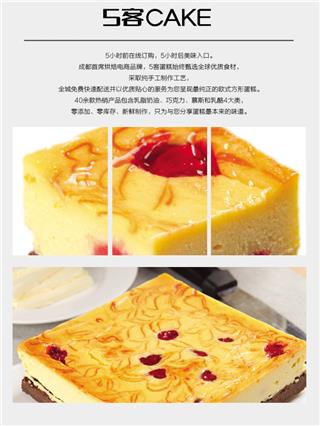 5客CAKE
5小时前在线订购，5小时后美味入口。
成都首席烘焙电商品牌，5客蛋糕始终甄选全球优质食材，
采取纯手工制作工艺，
全城免费快速配送并以优质贴心的服务为您呈现最纯正的欧式方形蛋糕。
40余款热销产品包含乳脂奶油、巧克力、慕斯和乳酪4大类，
零添加、零库存、新鲜制作，只为与您分享蛋糕最本来的味道。